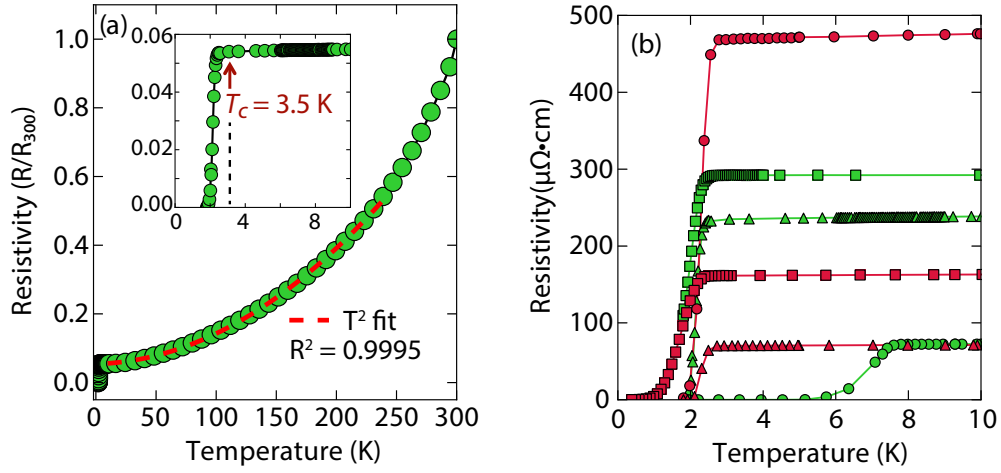 (a)
1.0
0.8
0.6
0.4
0.2
0.0
Resistivity (R/R300)
0 50 100 150 200 250 300
Temperature (K)
0.06
0.04
0.02
0.00
0 4 8
Tc = 3.5 K
T² fit
R² = 0.9995
(b)
500
400
300
200
100
0
Resistivity(μΩ•cm)
0 2 4 6 8 10
Temperature (K)